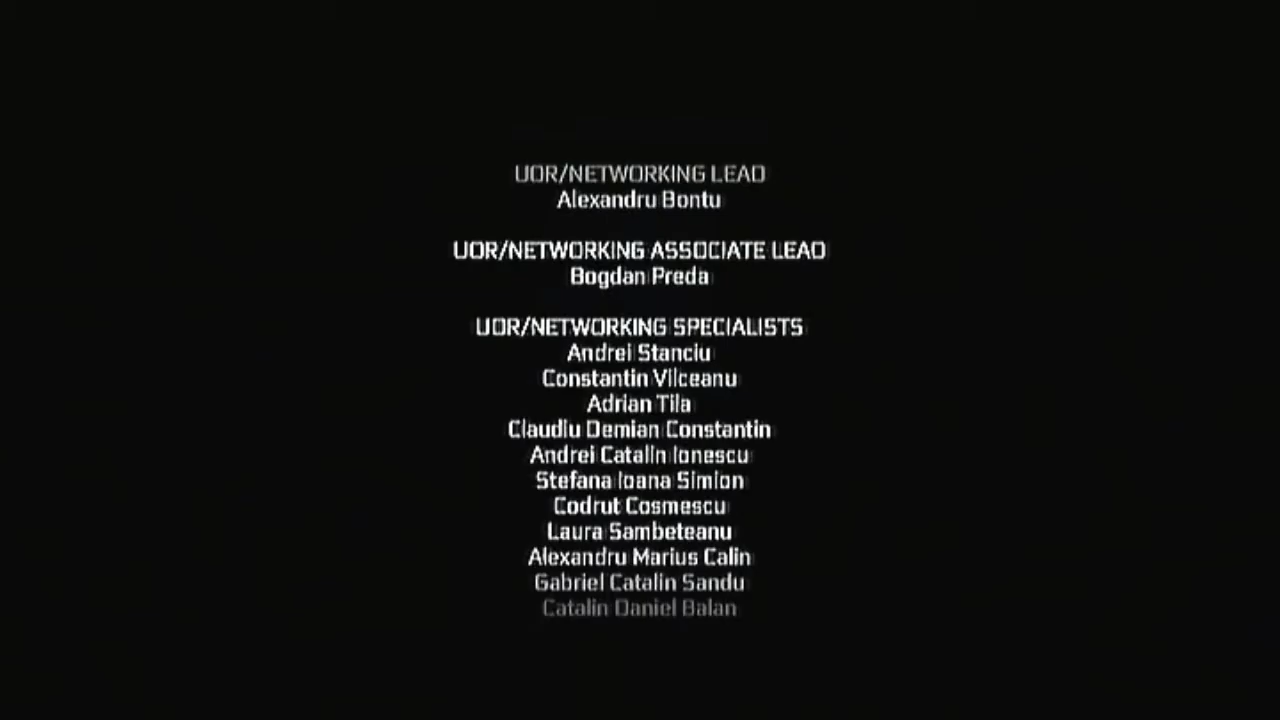 UOR/NETWORKING LEAD
Alexandru Bontu
UOR/NETWORKING ASSOCIATE LEAD
Bogdan Preda
UOR/NETWORKING SPECIALISTS
Andrei Stanciu
Constantin Vilceanu
Adrian Tila
Claudiu Demian Constantin
Andrei Catalin Ionescu
Stefana Ioana Simion
Codrut Cosmescu
Laura Sambeteanu
Alexandru Marius Calin
Gabriel Catalin Sandu
Catalin Daniel Balan